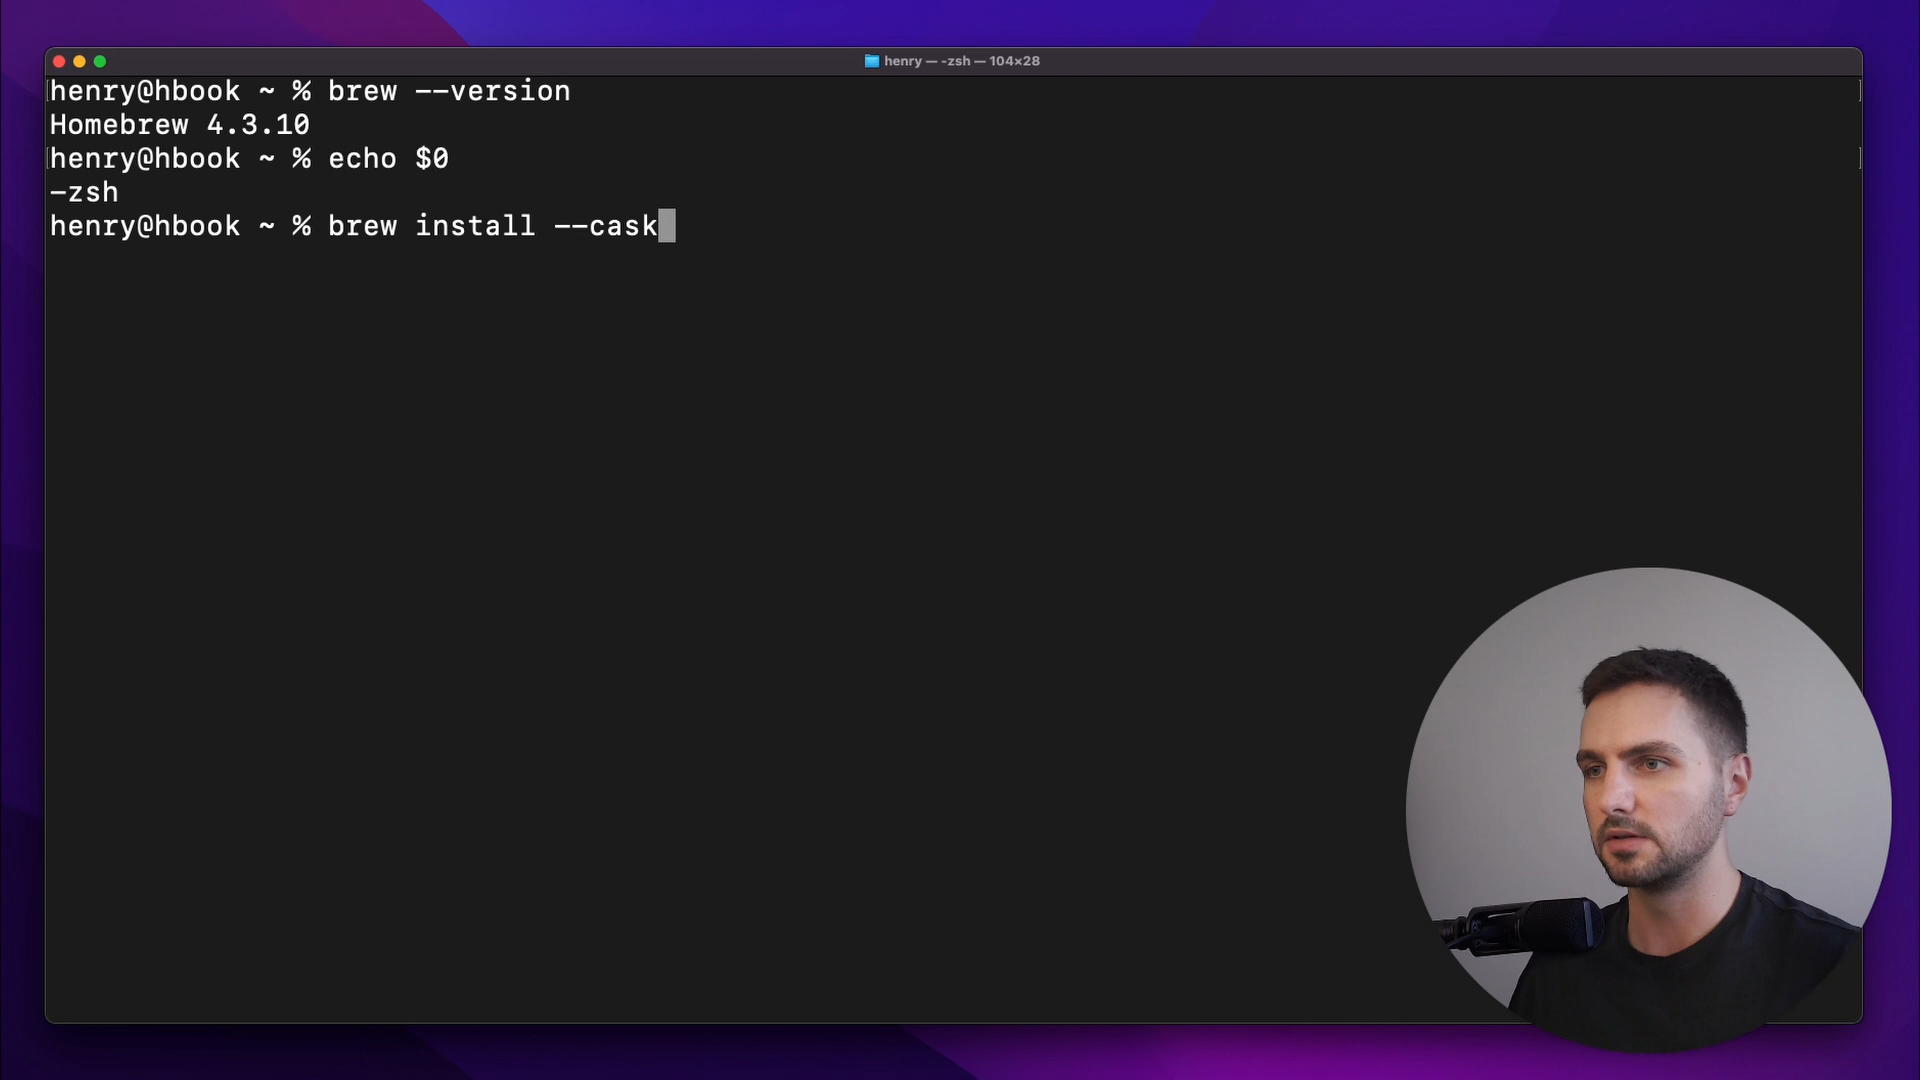 henry — -zsh — 104×28
henry@hbook ~ % brew --version
Homebrew 4.3.10
henry@hbook ~ % echo $0
-zsh
henry@hbook ~ % brew install --cask